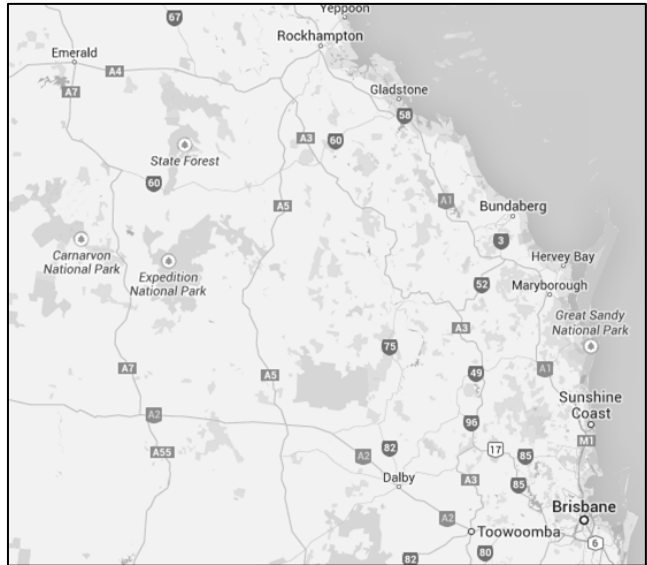 Yeppoon
67
Rockhampton
Emerald
A4
A7
Gladstone
58
A3
60
State Forest
60
A5
A1
Bundaberg
3
Carnarvon
National Park
Expedition
National Park
Hervey Bay
52
Maryborough
Great Sandy
National Park
A3
75
A7
A5
49
A1
Sunshine
Coast
A2
96
M1
A55
82
17
A2
85
Dalby
A3
85
A2
Brisbane
Toowoomba
6
82
80